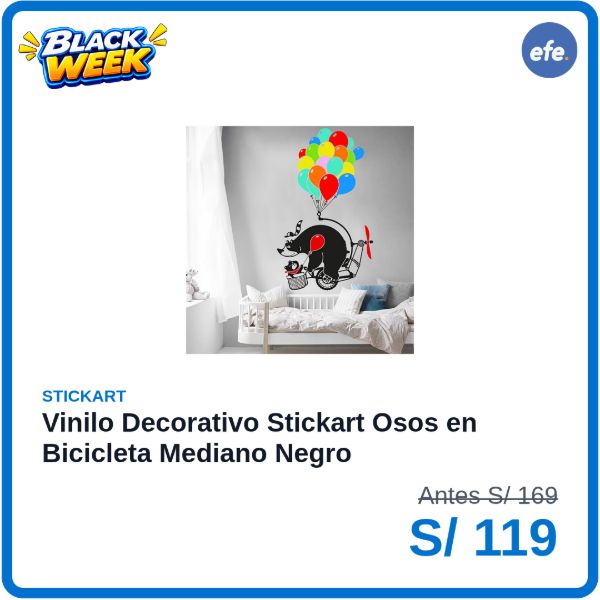 BLACK
WEEK
efe.
STICKART
Vinilo Decorativo Stickart Osos en
Bicicleta Mediano Negro
Antes S/ 169
S/ 119